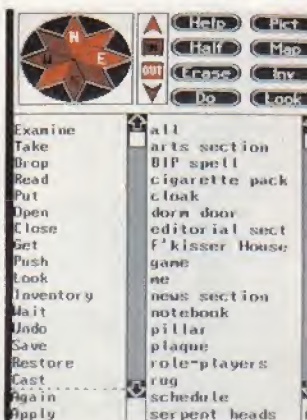 N
E
OUT
Help
Half
Map
Erase
Inv
Do
Look
Examine
Take
Drop
Read
Put
Open
Close
Get
Push
Look
Inventory
Wait
Undo
Save
Restore
Cast
Again
Apply
all
arts section
BIP spell
cigarette pack
cloak
dorm door
editorial sect
F'kisser House
game
me
news section
notebook
pillar
plaque
role-players
rug
schedule
serpent heads